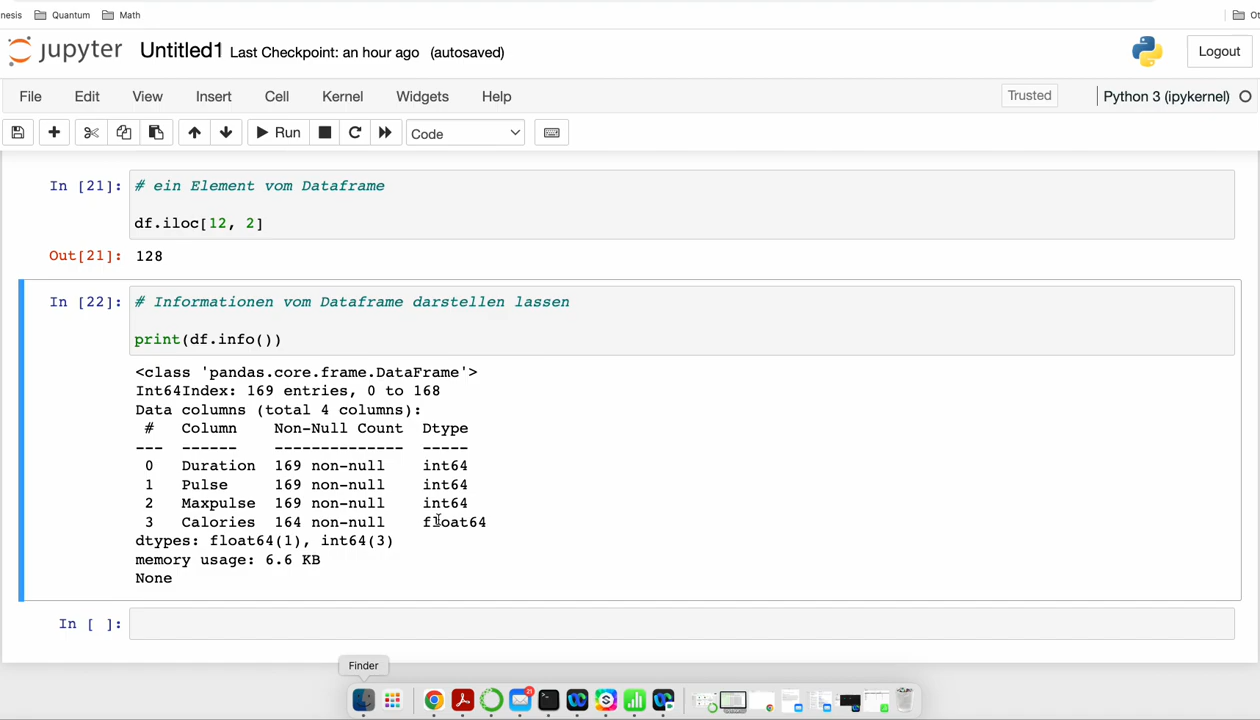 nesis Quantum Math Ot
jupyter Untitled1 Last Checkpoint: an hour ago (autosaved) Logout
File Edit View Insert Cell Kernel Widgets Help Trusted Python 3 (ipykernel)
Run Code
In [21]: # ein Element vom Dataframe
df.iloc[12, 2]
Out[21]: 128
In [22]: # Informationen vom Dataframe darstellen lassen
print(df.info())
<class 'pandas.core.frame.DataFrame'>
Int64Index: 169 entries, 0 to 168
Data columns (total 4 columns):
# Column Non-Null Count Dtype
--- ------ -------------- -----
0 Duration 169 non-null int64
1 Pulse 169 non-null int64
2 Maxpulse 169 non-null int64
3 Calories 164 non-null float64
dtypes: float64(1), int64(3)
memory usage: 6.6 KB
None
In [ ]:
Finder
21